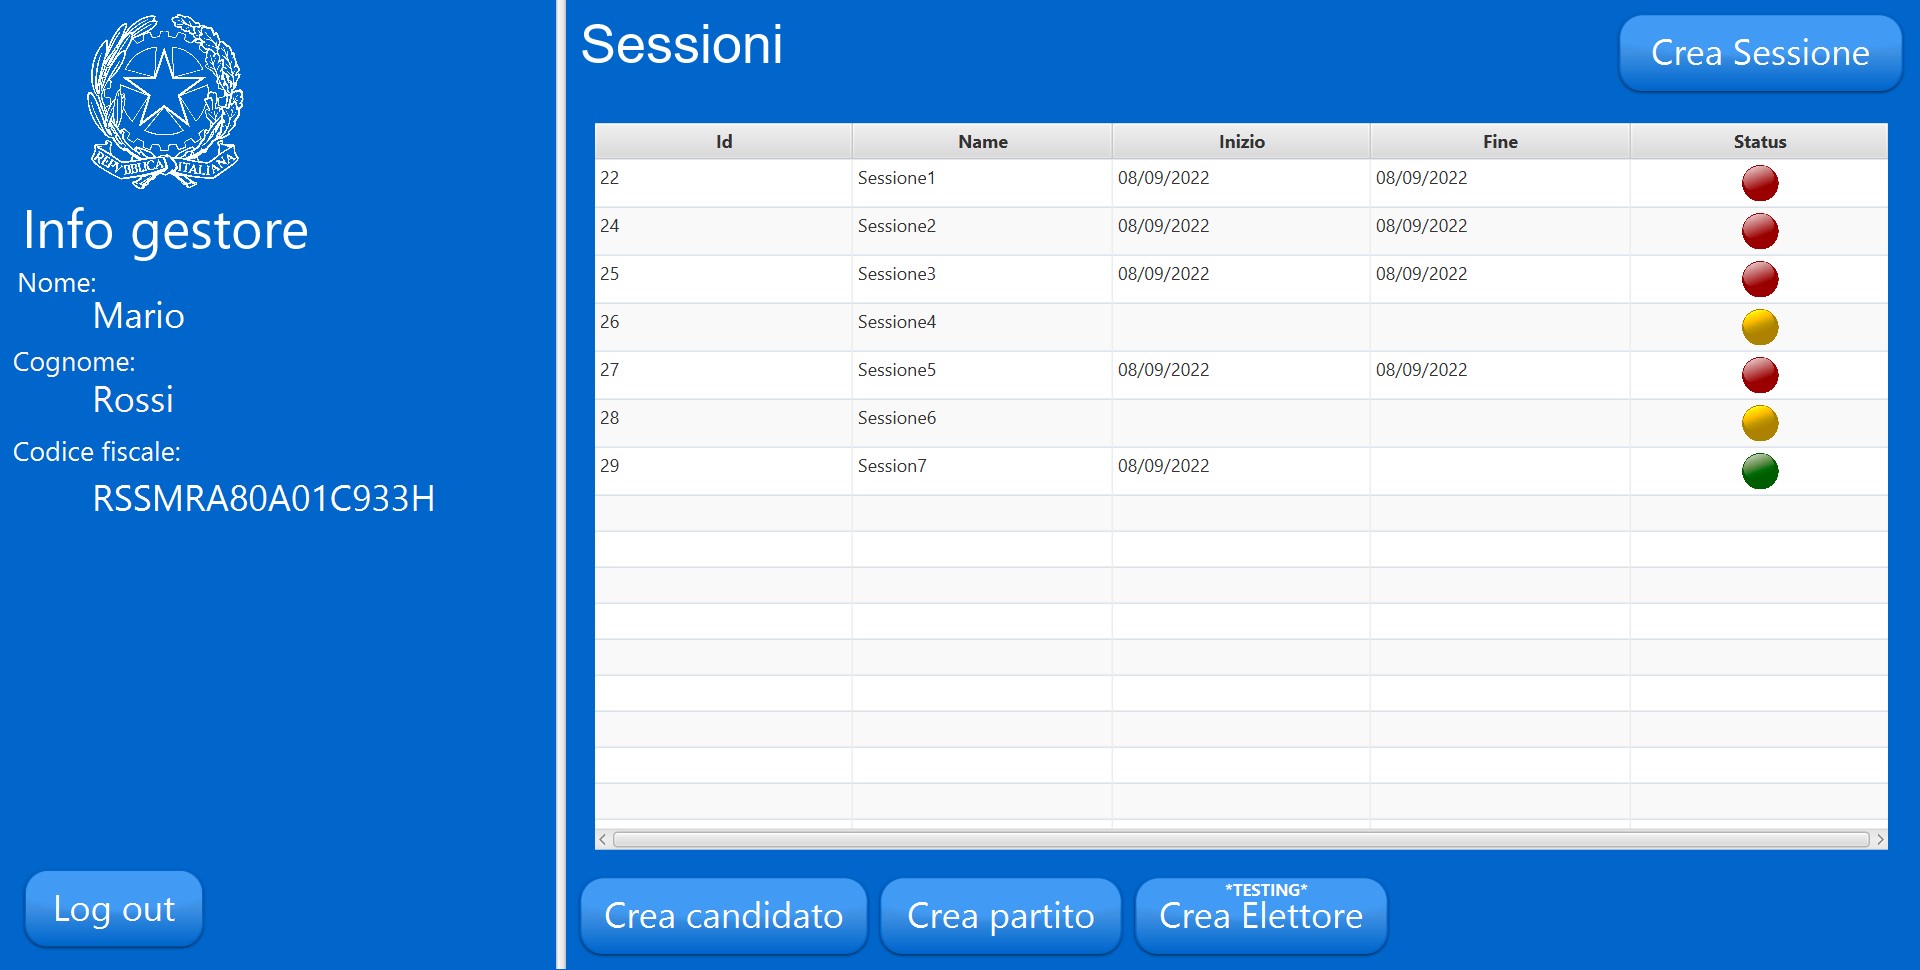 REPVBBLICA ITALIANA
Info gestore
Nome:
Mario
Cognome:
Rossi
Codice fiscale:
RSSMRA80A01C933H
Log out
Sessioni
Crea Sessione
Id Name Inizio Fine Status
22 Sessione1 08/09/2022 08/09/2022
24 Sessione2 08/09/2022 08/09/2022
25 Sessione3 08/09/2022 08/09/2022
26 Sessione4
27 Sessione5 08/09/2022 08/09/2022
28 Sessione6
29 Session7 08/09/2022
Crea candidato
Crea partito
*TESTING*
Crea Elettore